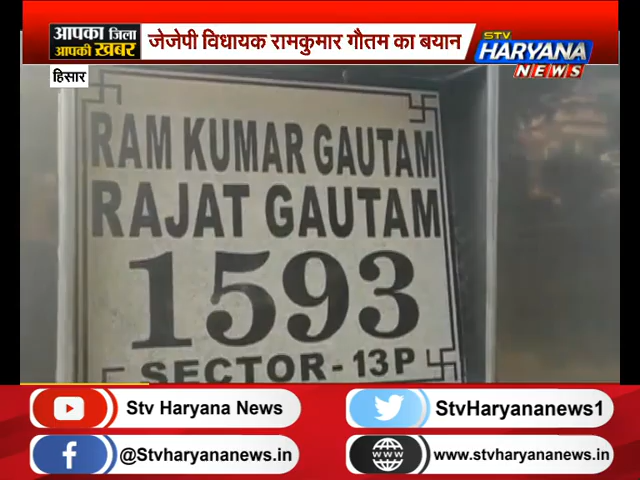 आपका जिला
आपकी खबर
जेजेपी विधायक रामकुमार गौतम का बयान
STV
HARYANA
NEWS
हिसार
RAM KUMAR GAUTAM
RAJAT GAUTAM
1593
SECTOR-13P
Stv Haryana News
StvHaryananews1
@Stvharyananews.in
www.stvharyananews.in